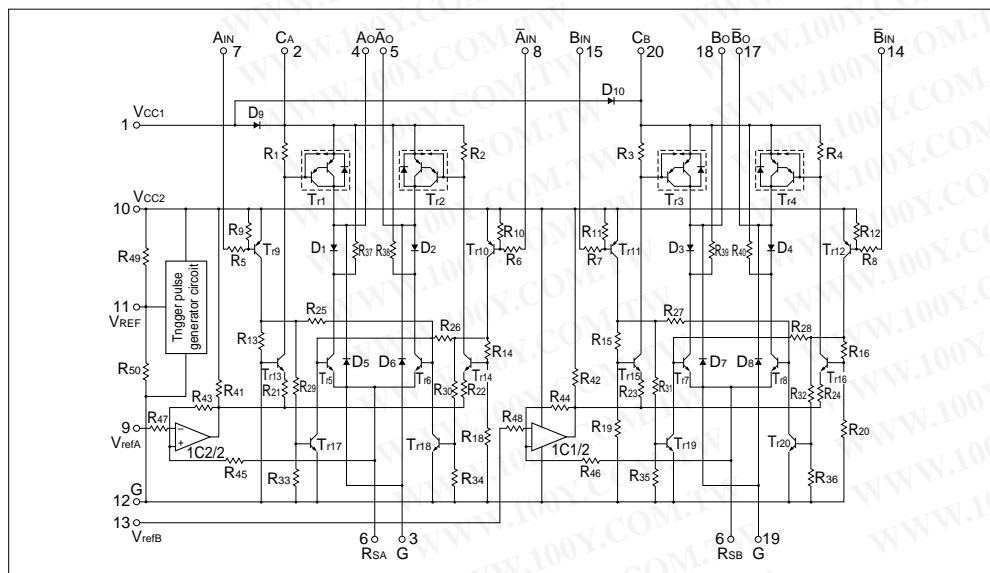 AIN CA AO ĀO ĀIN BIN CB BO B̄O B̄IN
7 2 4 5 8 15 20 18 17 14
D10
VCC1 D9
1
R1 R2 R3 R4
Tr1 Tr2 Tr3 Tr4
VCC2
10
R9 R10 R11 R12
Tr9 D1 R37 R38 D2 Tr10 Tr11 D3 R39 R40 D4 Tr12
R49 R5 R6 R7 R8
11
VREF
Tngger pulse
generator circoit
R25 R26 R27 R28
R13 R14 R15 R16
R50 Tr13 Tr5 D5 D6 Tr6 Tr14 Tr15 Tr7 D7 D8 Tr8 Tr16
R41 R21 R29 R30 R22 R42 R23 R31 R32 R24
R43 R44
R47 R48
9
VrefA
− +
1C2/2 Tr17 Tr18 R18 1C1/2 R19 Tr19 Tr20 R20
R45 R33 R34 R46 R35 R36
G
12
13
VrefB
6 3 6 19
RSA G RSB G
WWW.100Y.COM.TW